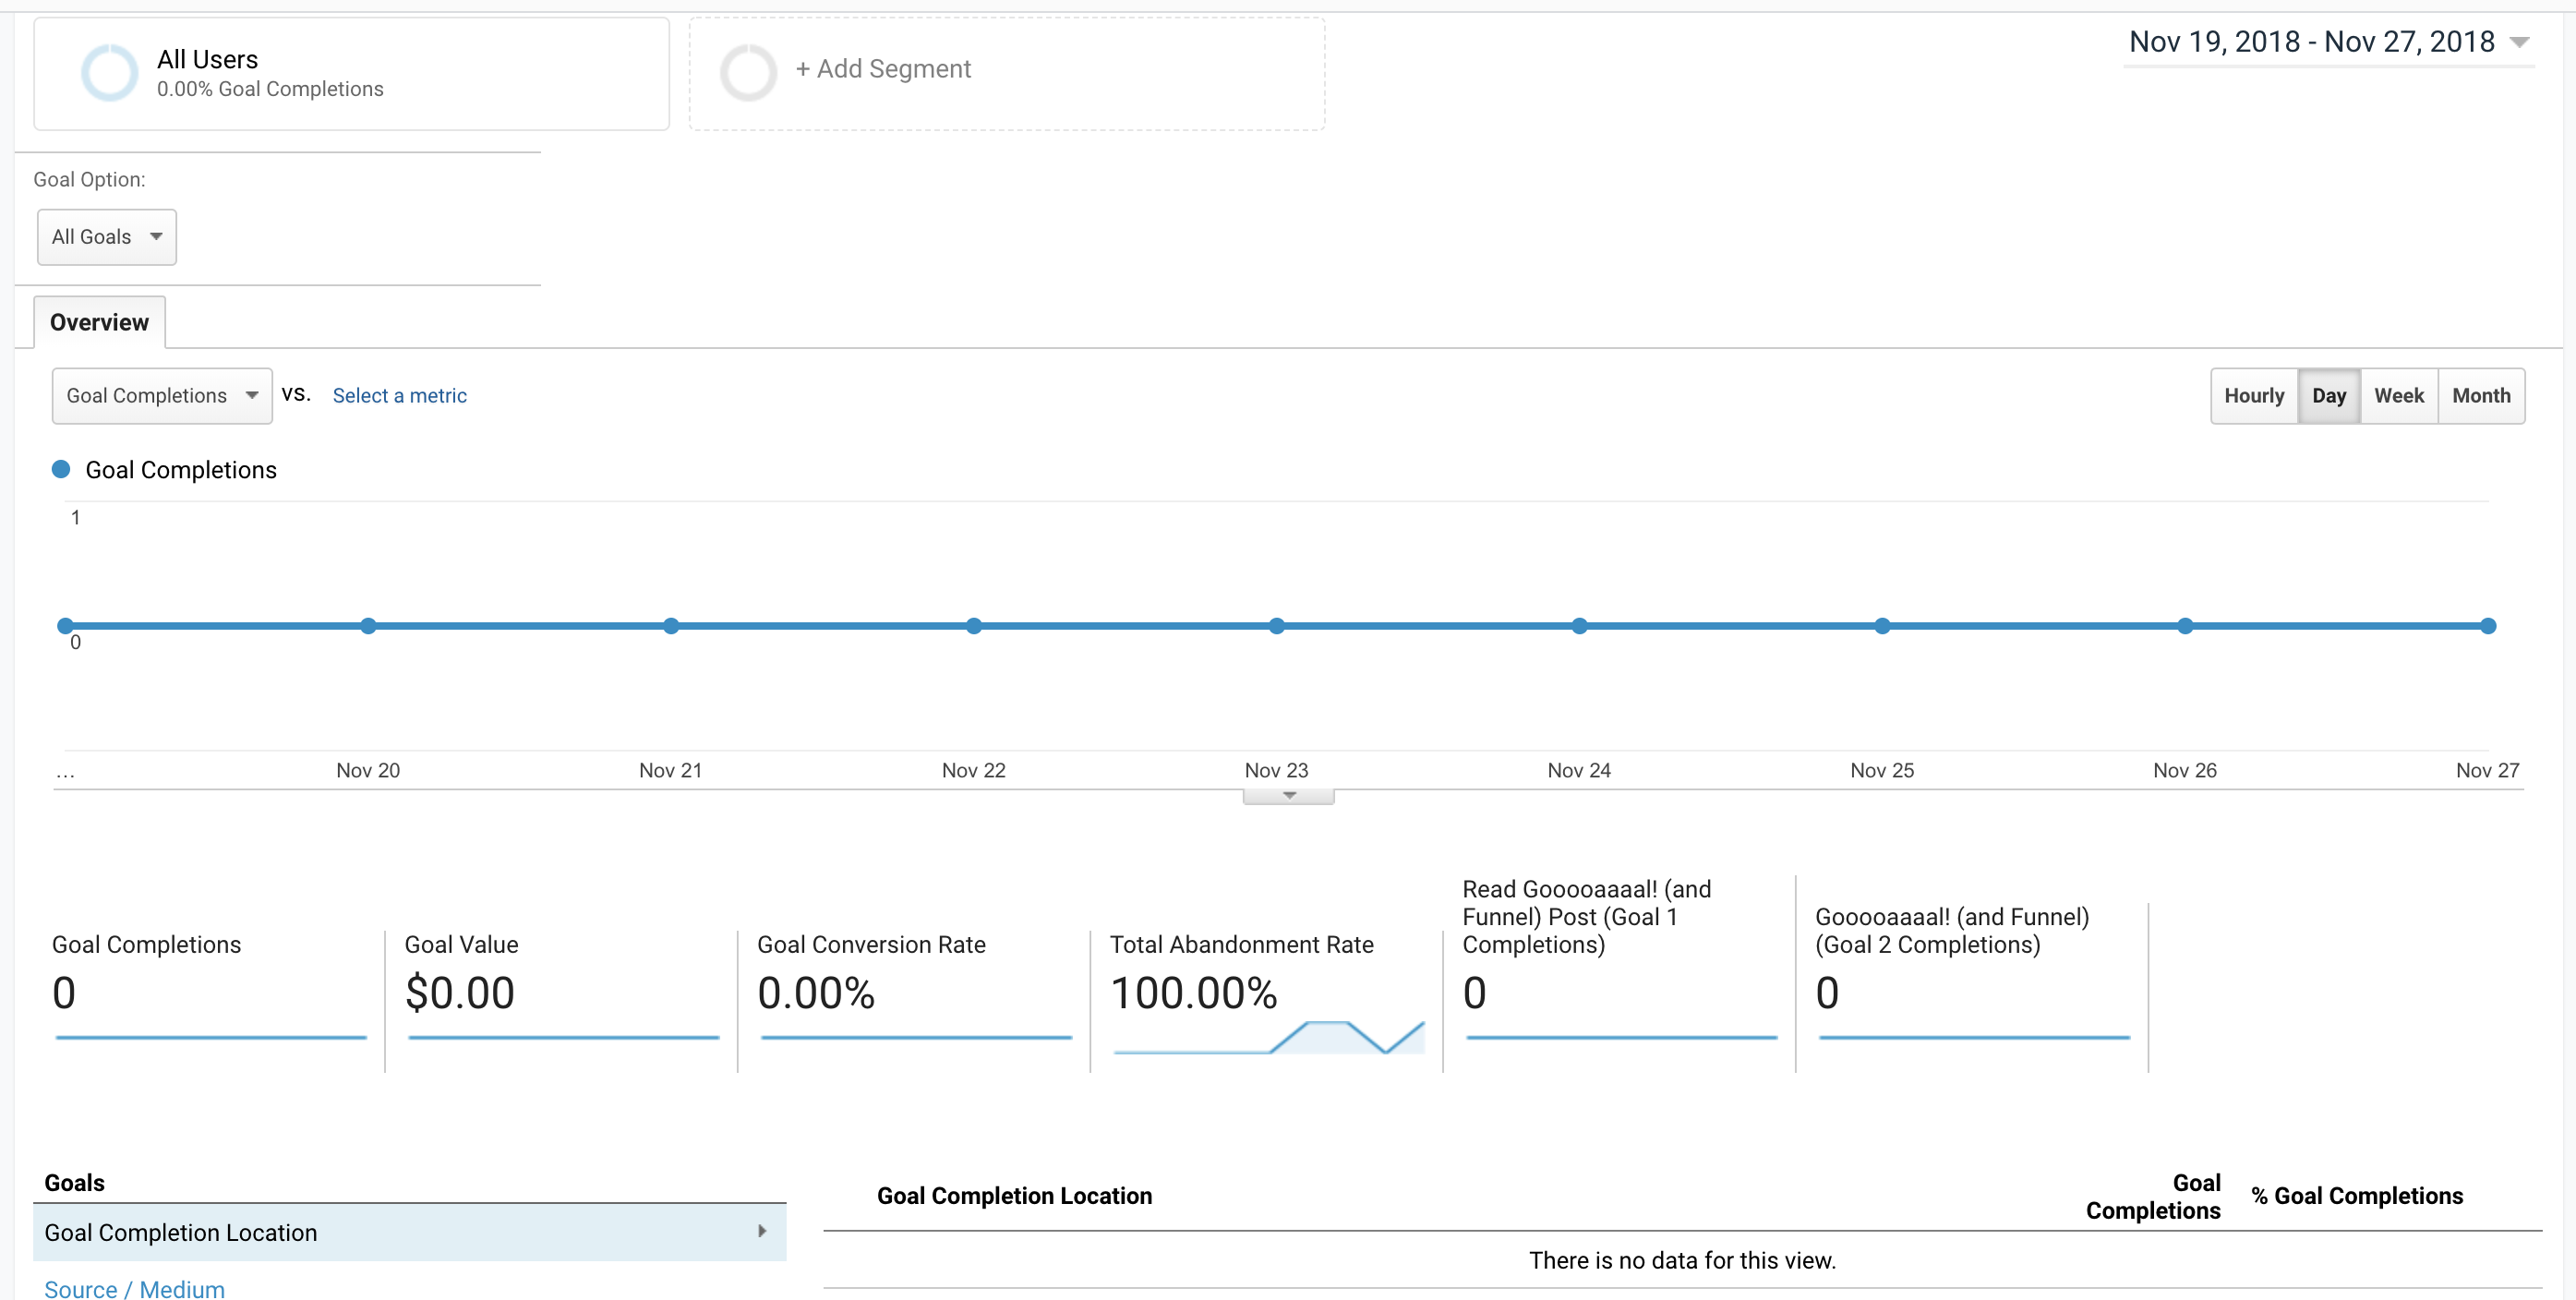 All Users
0.00% Goal Completions
+ Add Segment
Nov 19, 2018 - Nov 27, 2018
Goal Option:
All Goals
Overview
Goal Completions
VS.
Select a metric
Hourly
Day
Week
Month
Goal Completions
1
0
...
Nov 20
Nov 21
Nov 22
Nov 23
Nov 24
Nov 25
Nov 26
Nov 27
Goal Completions
0
Goal Value
$0.00
Goal Conversion Rate
0.00%
Total Abandonment Rate
100.00%
Read Gooooaaaal! (and
Funnel) Post (Goal 1
Completions)
0
Gooooaaaal! (and Funnel)
(Goal 2 Completions)
0
Goals
Goal Completion Location
Source / Medium
Goal Completion Location
Goal
Completions
% Goal Completions
There is no data for this view.